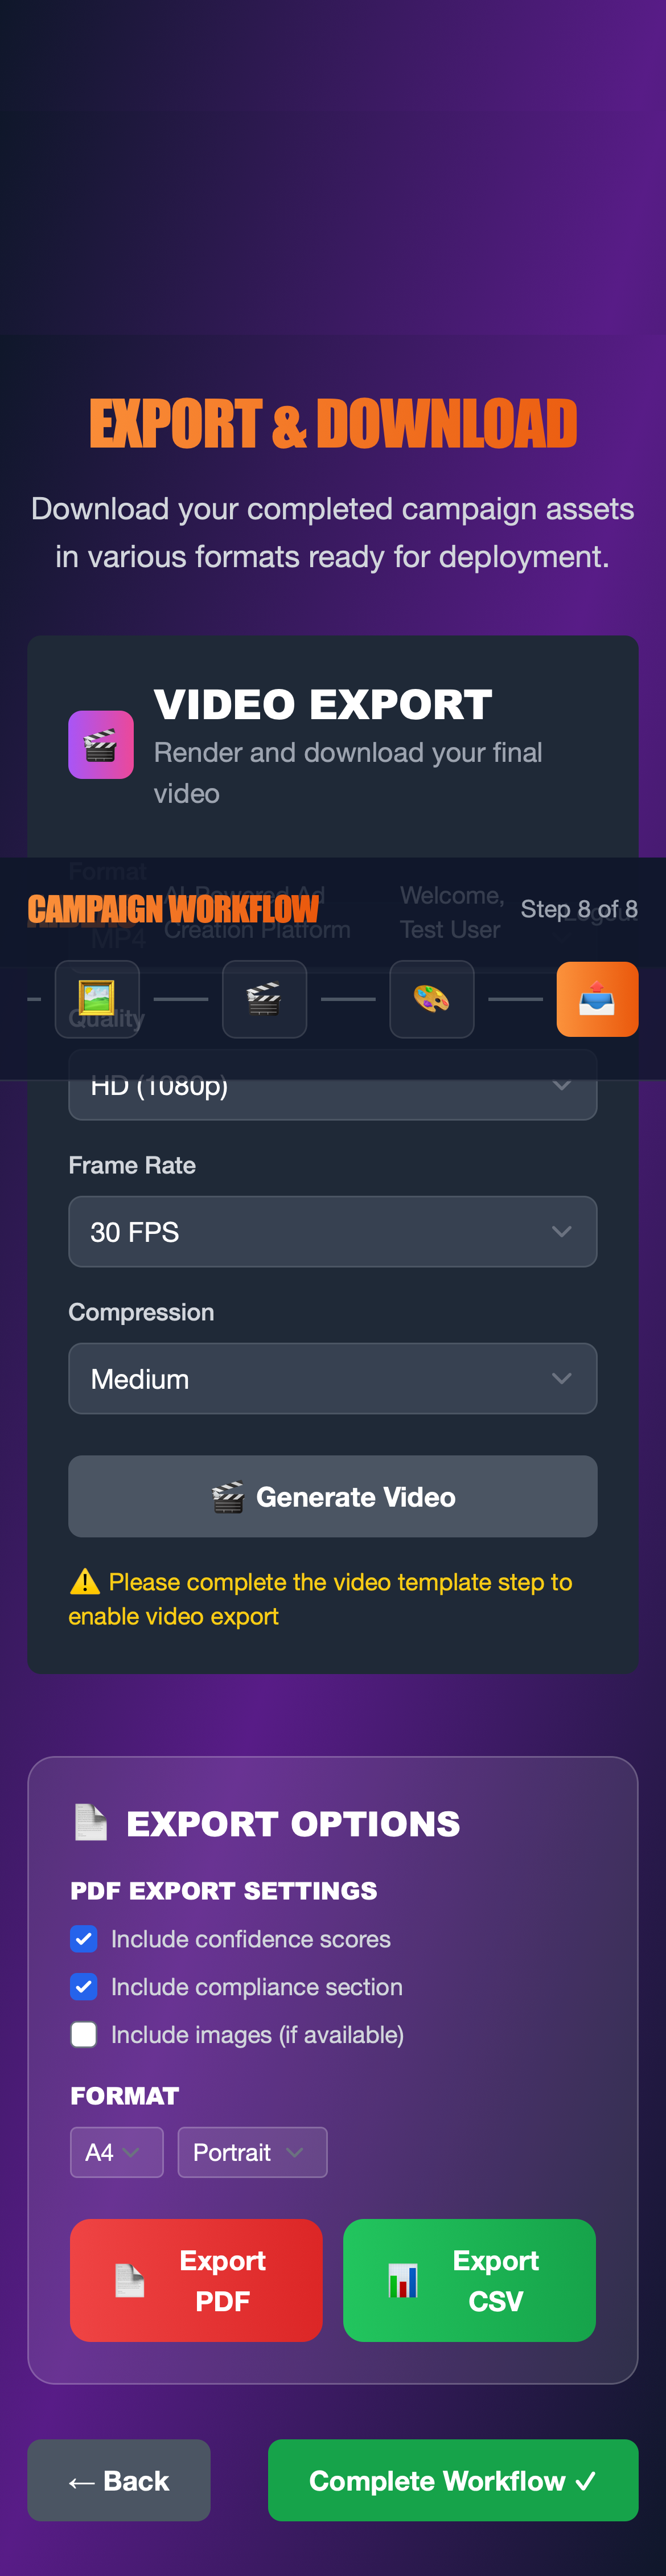 EXPORT & DOWNLOAD
Download your completed campaign assets
in various formats ready for deployment.
VIDEO EXPORT
Render and download your final
video
Format
CAMPAIGN WORKFLOW
AI-Powered Ad
Creation Platform
Welcome,
Test User
Step 8 of 8
Logout
MP4
Quality
HD (1080p)
Frame Rate
30 FPS
Compression
Medium
Generate Video
Please complete the video template step to
enable video export
EXPORT OPTIONS
PDF EXPORT SETTINGS
Include confidence scores
Include compliance section
Include images (if available)
FORMAT
A4
Portrait
Export
PDF
Export
CSV
← Back
Complete Workflow ✓